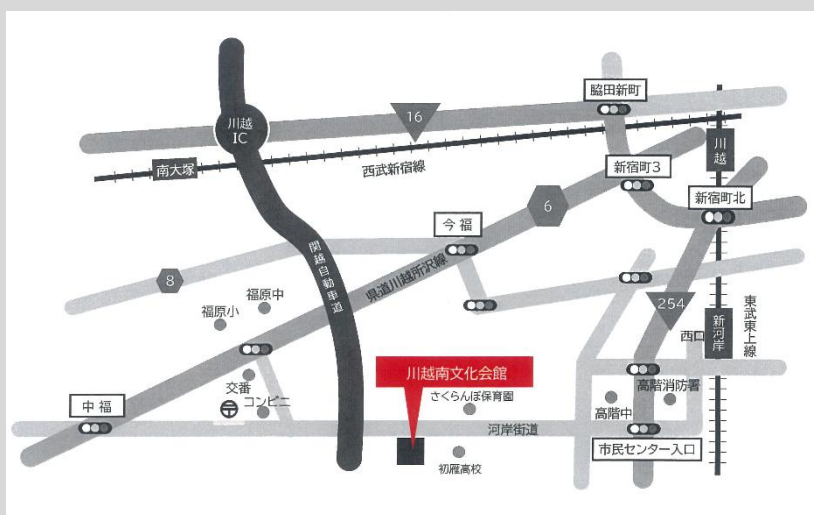 脇田新町
16
川越
IC
川越
南大塚
西武新宿線
新宿町3
新宿町北
6
今福
8
関越自動車道
県道川越所沢線
254
福原中
福原小
西口
新河岸
東武東上線
川越南文化会館
交番
コンビニ
さくらんぼ保育園
高階消防署
高階中
中福
河岸街道
初雁高校
市民センター入口